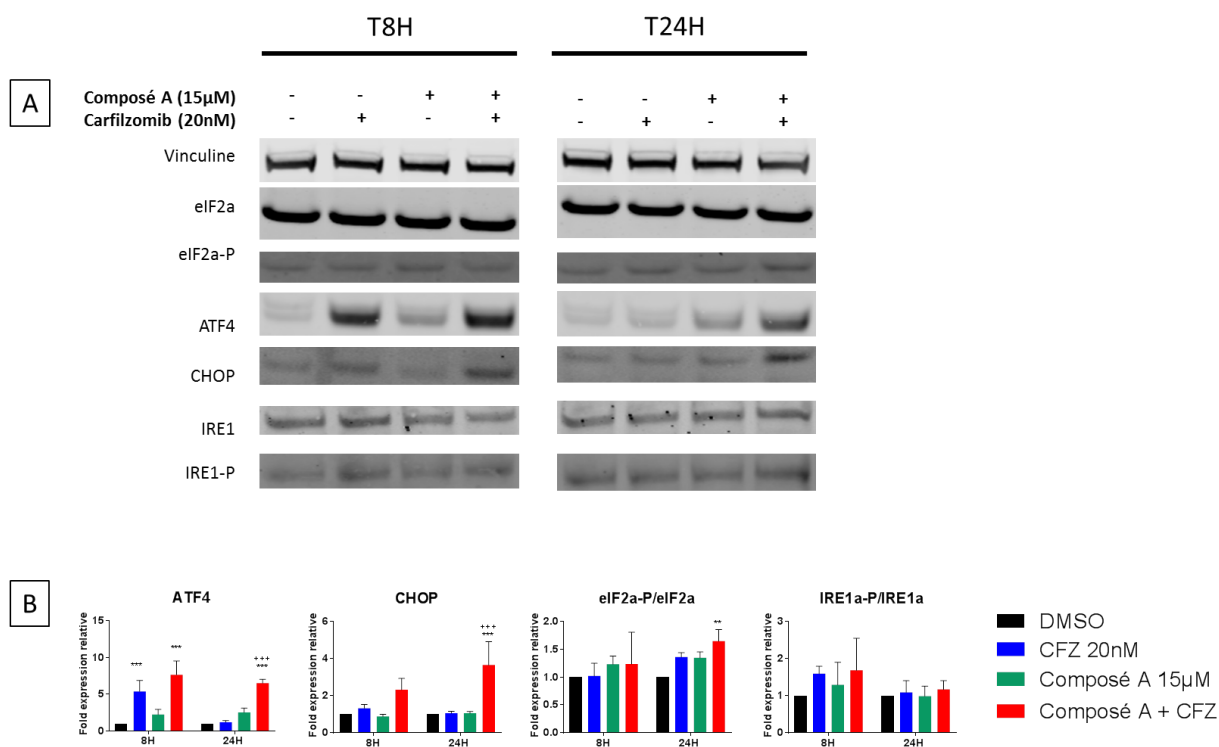 T8H T24H
A
Composé A (15µM) - - + + - - + +
Carfilzomib (20nM) - + - + - + - +
Vinculine
eIF2a
eIF2a-P
ATF4
CHOP
IRE1
IRE1-P
B
ATF4
Fold expression relative
15
10
5
0
*** *** +++ ***
8H 24H
CHOP
Fold expression relative
6
4
2
0
+++
***
8H 24H
eIF2a-P/eIF2a
Fold expression relative
2.0
1.5
1.0
0.5
0.0
**
8H 24H
IRE1a-P/IRE1a
Fold expression relative
4
3
2
1
0
8H 24H
DMSO
CFZ 20nM
Composé A 15µM
Composé A + CFZ